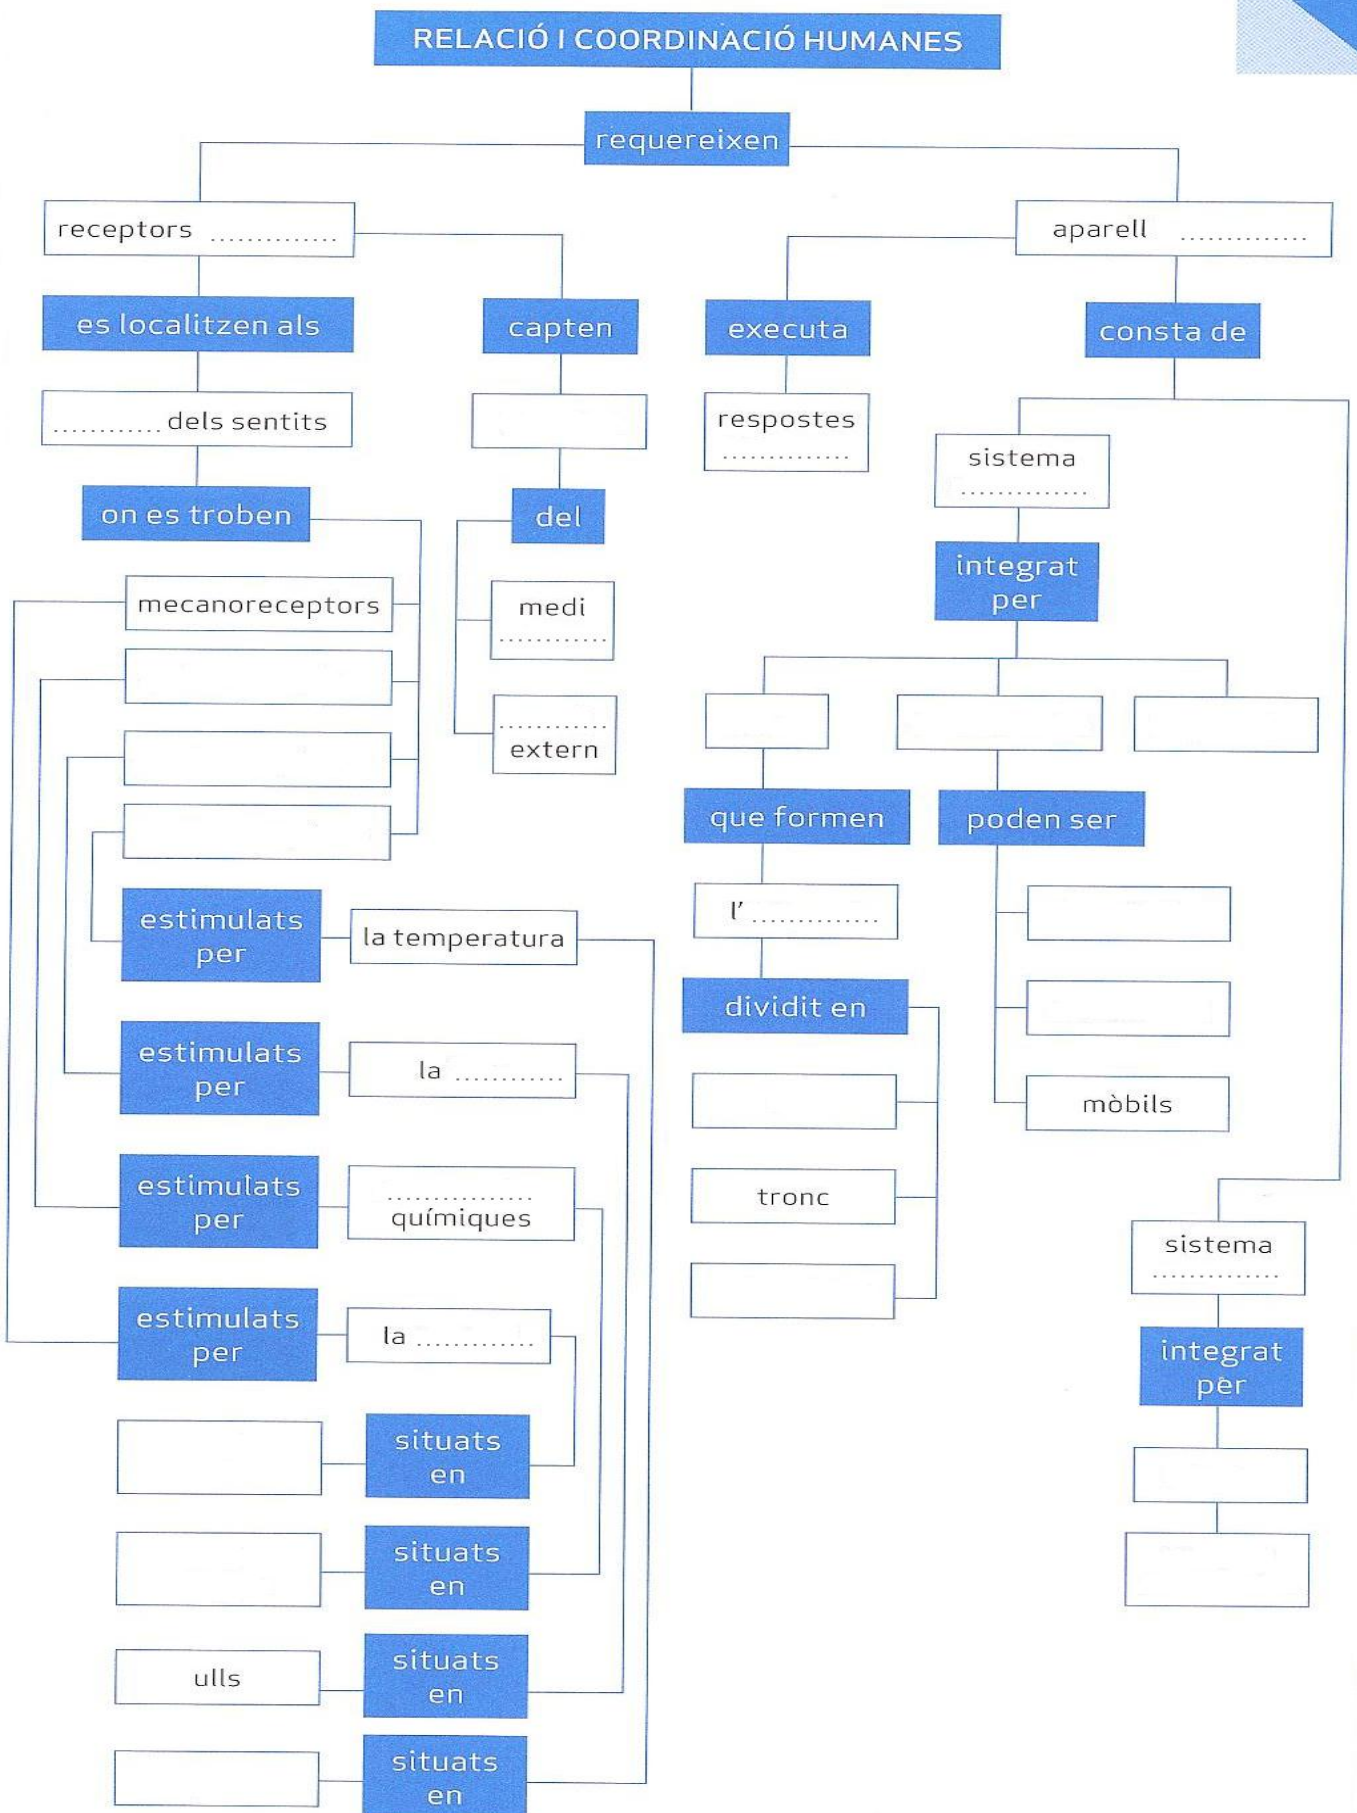 RELACIÓ I COORDINACIÓ HUMANES
requereixen
receptors ..............
aparell ..............
es localitzen als
capten
executa
consta de
............ dels sentits
respostes
..............
sistema
..............
on es troben
del
integrat
per
mecanoreceptors
medi
............
............
extern
que formen
poden ser
l' ..............
estimulats
per
la temperatura
dividit en
estimulats
per
la ............
mòbils
estimulats
per
................
químiques
tronc
sistema
..............
estimulats
per
la .............
integrat
per
situats
en
situats
en
ulls
situats
en
situats
en